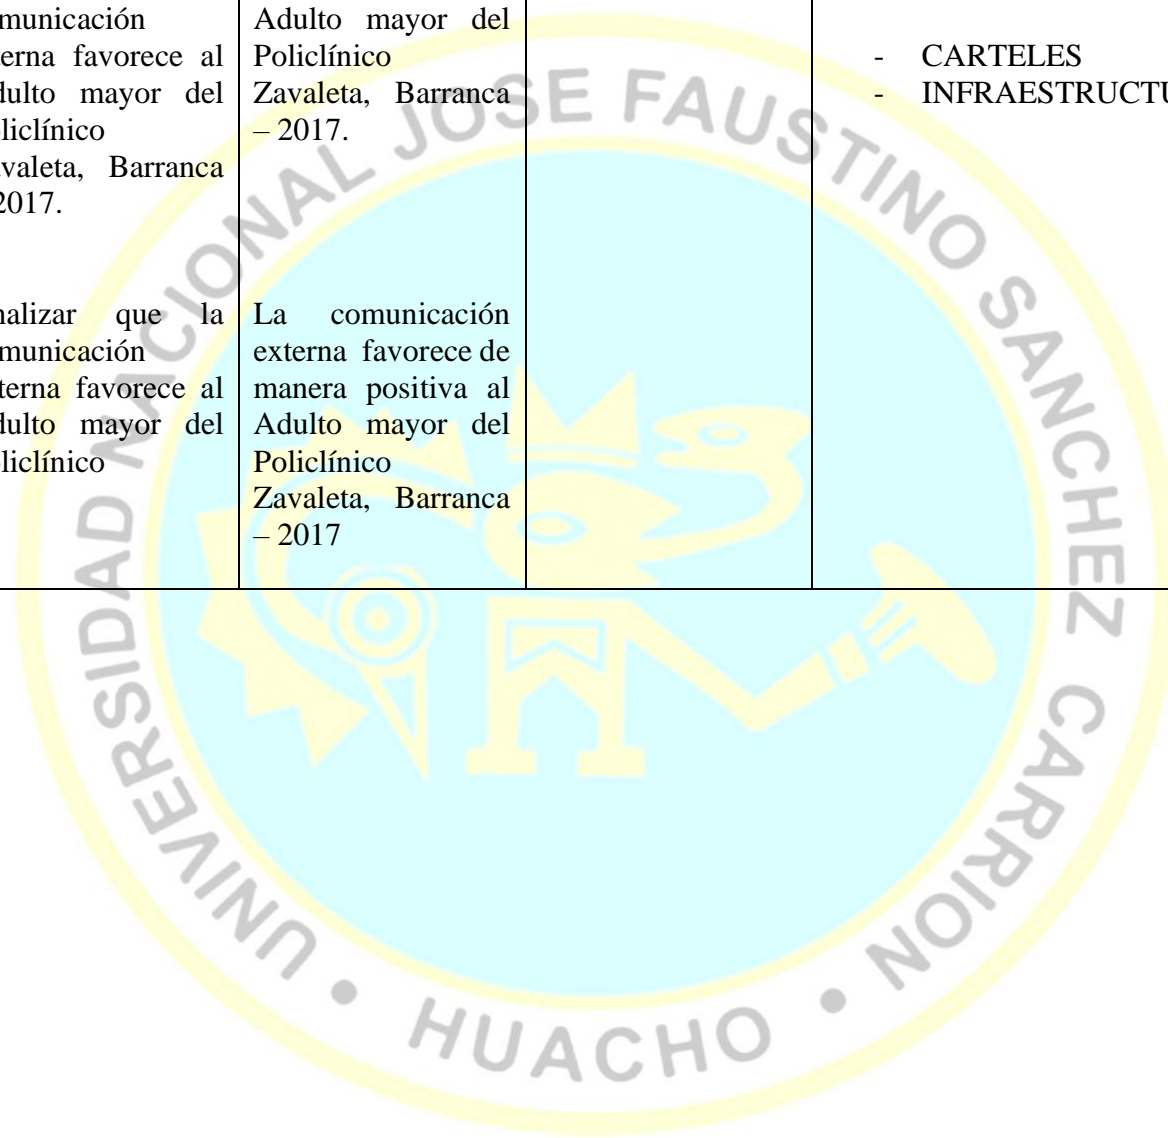 municación
terna favorece al
dulto mayor del
liclínico
avaleta, Barranca
2017.
nalizar que la
municación
terna favorece al
dulto mayor del
liclínico
Adulto mayor del
Policlínico
Zavaleta, Barranca
– 2017.
La comunicación
externa favorece de
manera positiva al
Adulto mayor del
Policlínico
Zavaleta, Barranca
– 2017
- CARTELES
- INFRAESTRUCTU
UNIVERSIDAD NACIONAL JOSE FAUSTINO SANCHEZ CARRION
• HUACHO •